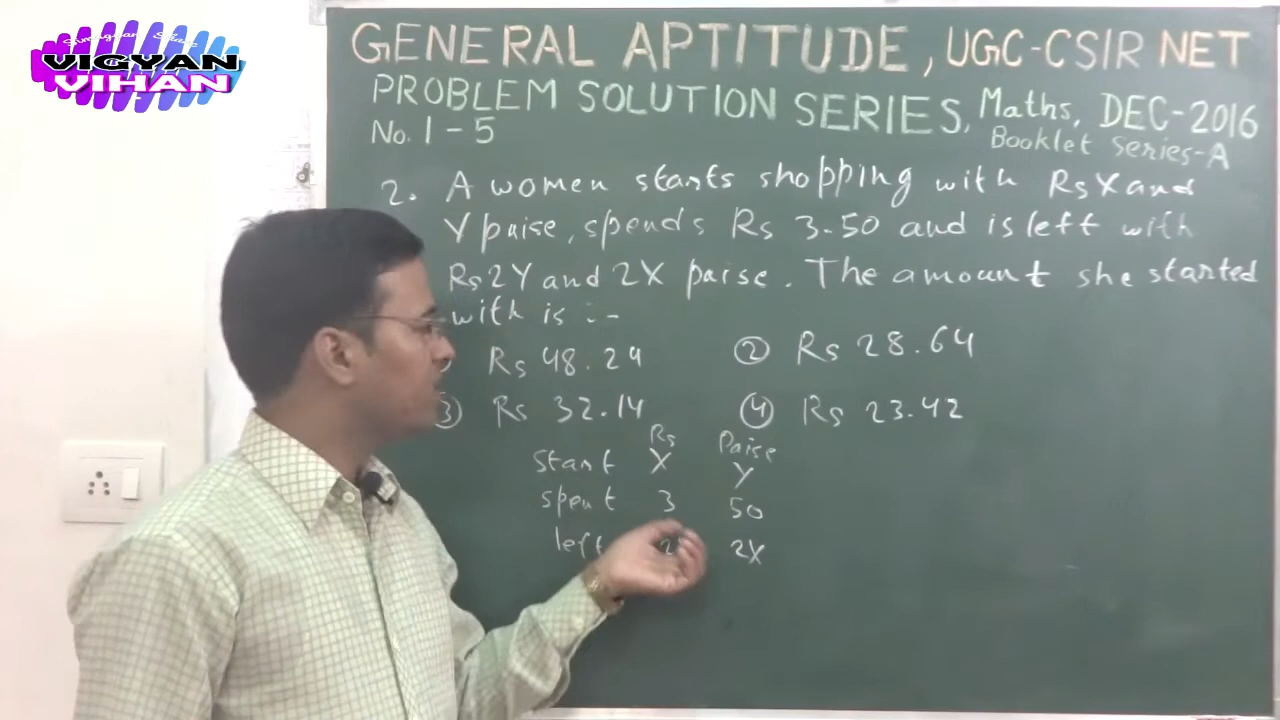 VIGYAN
VIHAN
GENERAL APTITUDE, UGC-CSIR NET
PROBLEM SOLUTION SERIES, Maths, DEC-2016
No. 1-5 Booklet series-A
2. A women starts shopping with Rs X and
Y paise, spends Rs 3.50 and is left with
Rs 2Y and 2X paise. The amount she started
with is :-
Rs 48.24 ② Rs 28.64
③ Rs 32.14 ④ Rs 23.42
Rs Paise
Start X Y
spent 3 50
left 2 2X